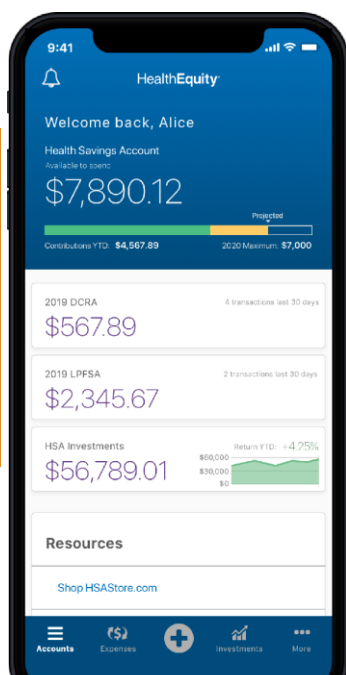 9:41
HealthEquity
Welcome back, Alice
Health Savings Account
Available to spend
$7,890.12
Projected
Contributions YTD: $4,567.89 2020 Maximum: $7,000
2019 DCRA 4 transactions last 30 days
$567.89
2019 LPFSA 2 transactions last 30 days
$2,345.67
HSA Investments Return YTD: +4.25%
$56,789.01
$60,000
$30,000
$0
Resources
Shop HSAStore.com
Accounts Expenses Investments More